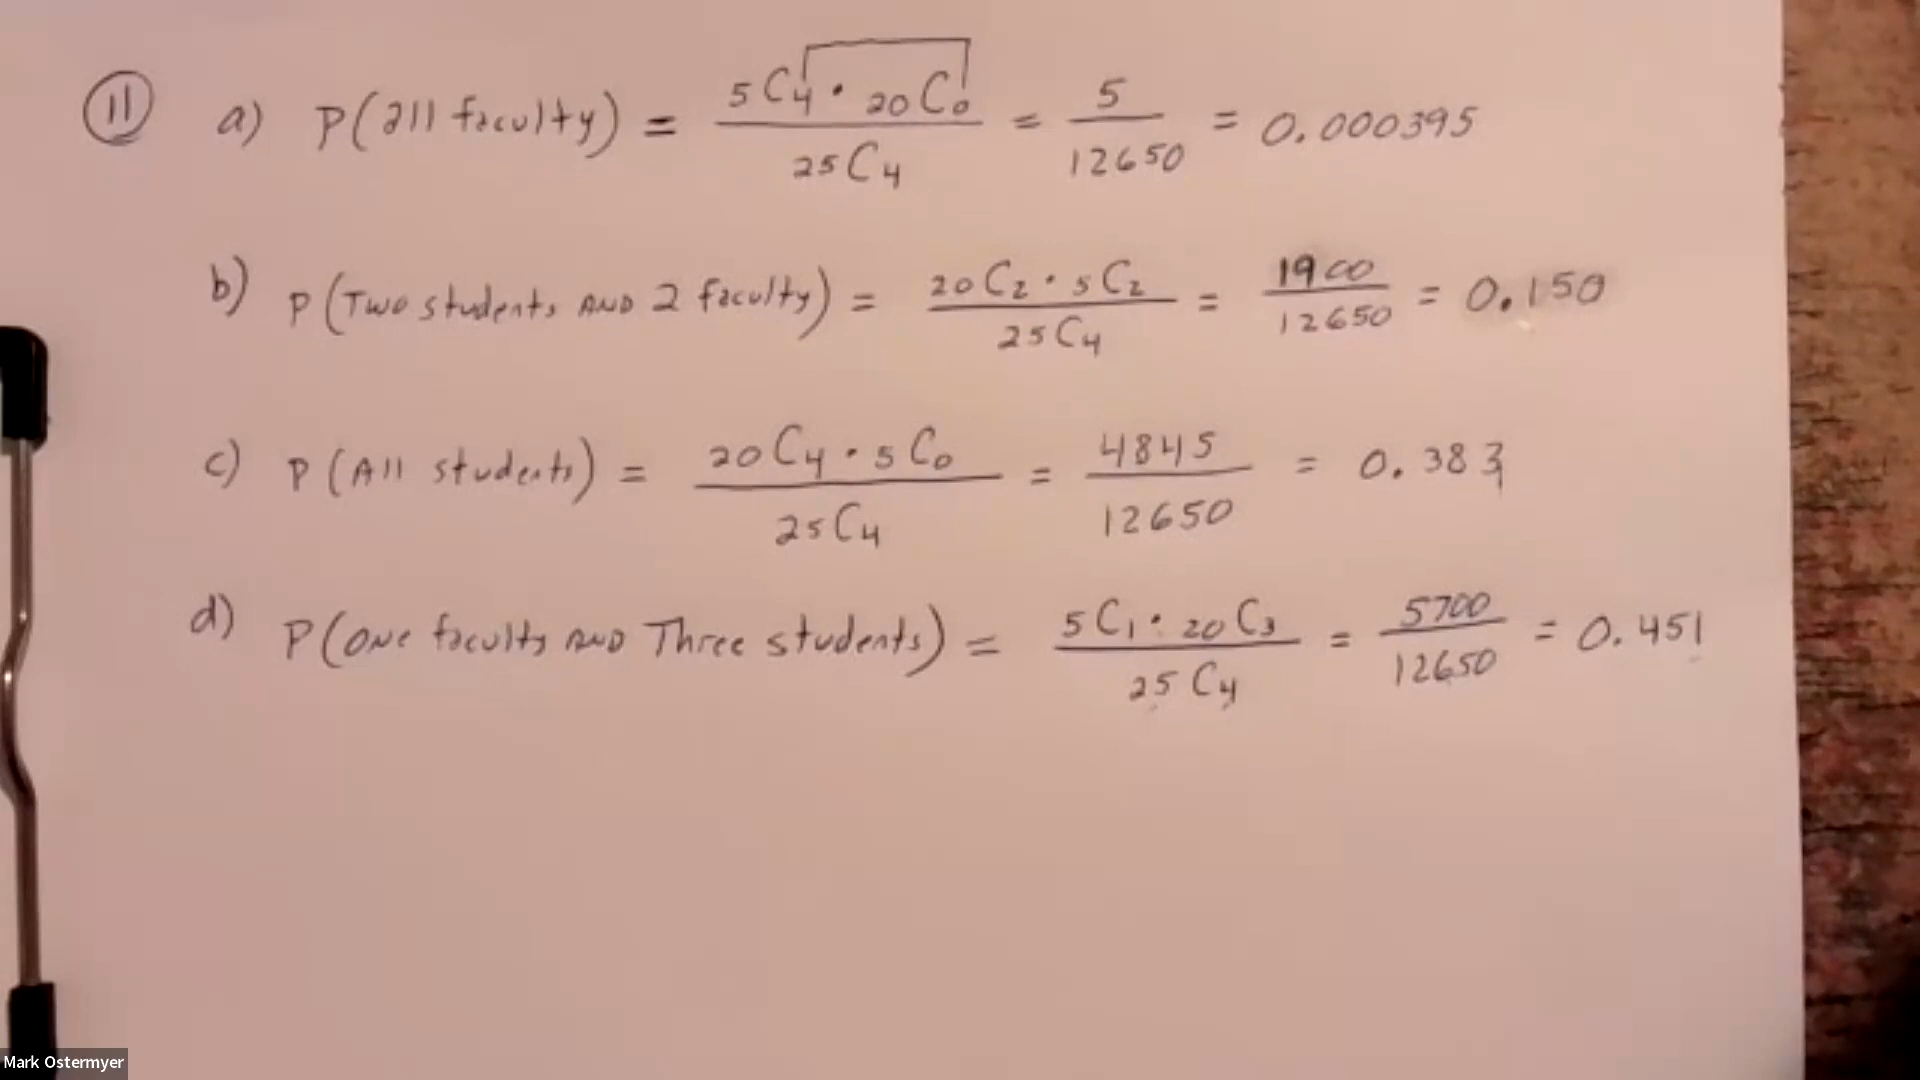 11 a) P(all faculty) = 5C4 · 20C0 / 25C4 = 5 / 12650 = 0.000395
b) P(Two students AND 2 faculty) = 20C2 · 5C2 / 25C4 = 1900 / 12650 = 0.150
c) P(All students) = 20C4 · 5C0 / 25C4 = 4845 / 12650 = 0.383
d) P(ONE faculty AND Three students) = 5C1 · 20C3 / 25C4 = 5700 / 12650 = 0.451
Mark Ostermyer